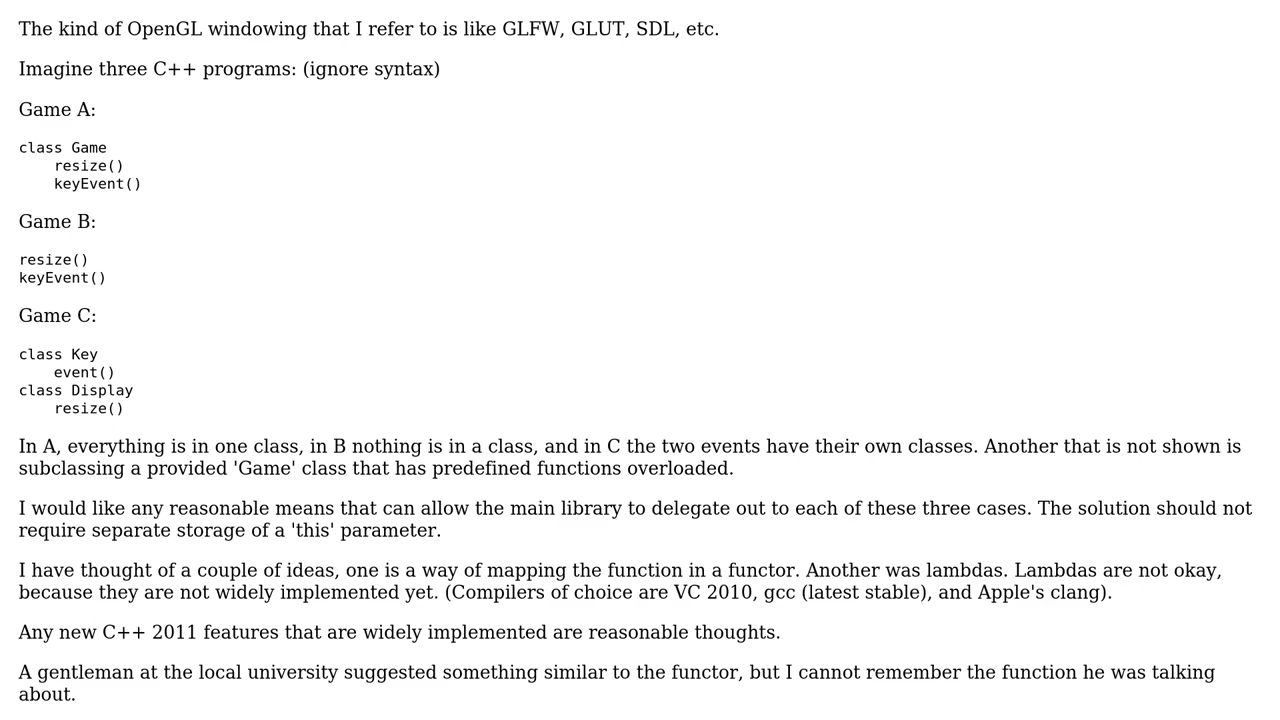 The kind of OpenGL windowing that I refer to is like GLFW, GLUT, SDL, etc.
Imagine three C++ programs: (ignore syntax)
Game A:
class Game
    resize()
    keyEvent()
Game B:
resize()
keyEvent()
Game C:
class Key
    event()
class Display
    resize()
In A, everything is in one class, in B nothing is in a class, and in C the two events have their own classes. Another that is not shown is
subclassing a provided 'Game' class that has predefined functions overloaded.
I would like any reasonable means that can allow the main library to delegate out to each of these three cases. The solution should not
require separate storage of a 'this' parameter.
I have thought of a couple of ideas, one is a way of mapping the function in a functor. Another was lambdas. Lambdas are not okay,
because they are not widely implemented yet. (Compilers of choice are VC 2010, gcc (latest stable), and Apple's clang).
Any new C++ 2011 features that are widely implemented are reasonable thoughts.
A gentleman at the local university suggested something similar to the functor, but I cannot remember the function he was talking
about.